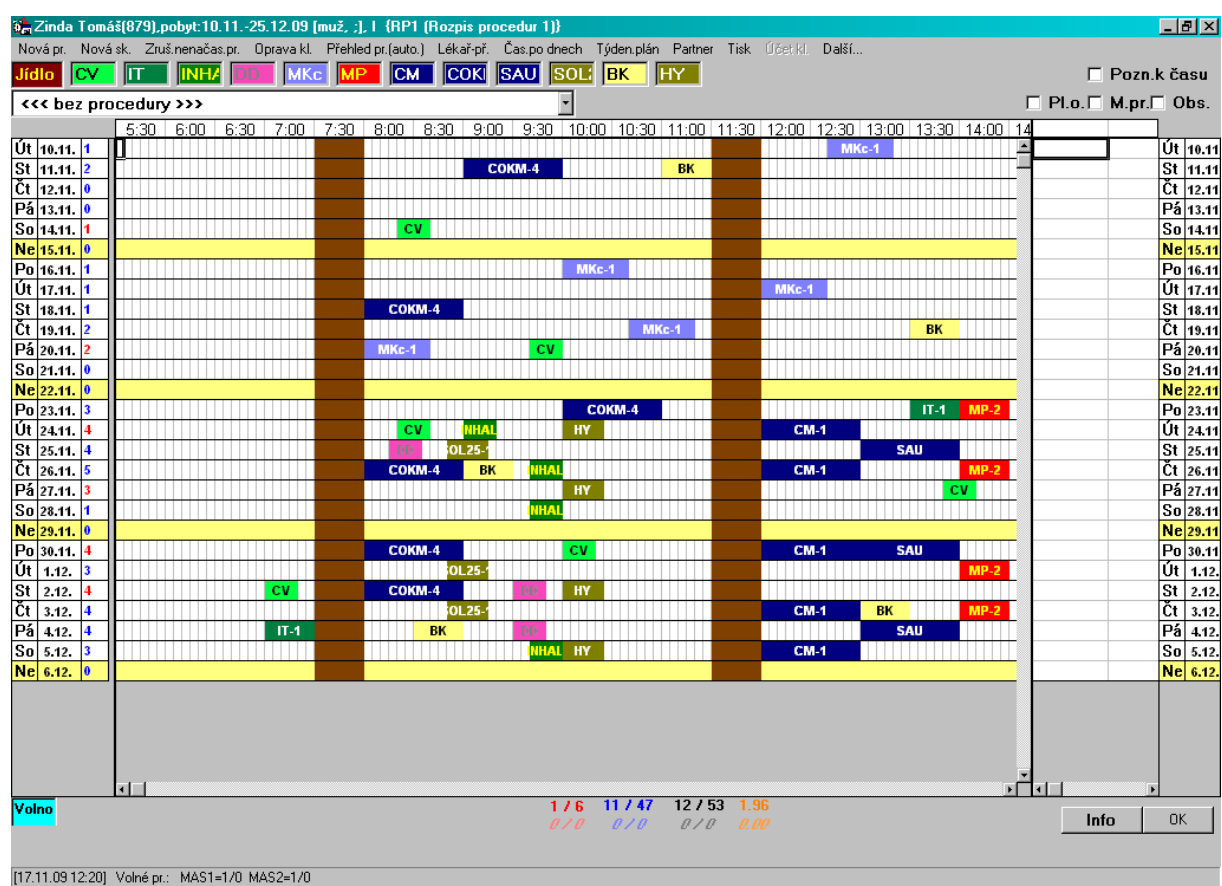 Zinda Tomáš(879),pobyt:10.11.-25.12.09 [muž, ;], I {RP1 (Rozpis procedur 1)}
Nová pr. Nová sk. Zruš.nenačas.pr. Oprava kl. Přehled pr.(auto.) Lékař-př. Čas.po dnech Týden.plán Partner Tisk Účet kl. Další...
Jídlo CV IT INHA DD MKc MP CM COKI SAU SOL: BK HY Pozn.k času
<<< bez procedury >>> Pl.o. M.pr. Obs.
5:30 6:00 6:30 7:00 7:30 8:00 8:30 9:00 9:30 10:00 10:30 11:00 11:30 12:00 12:30 13:00 13:30 14:00 14
Út 10.11. 1 MKc-1 Út 10.11
St 11.11. 2 COKM-4 BK St 11.11
Čt 12.11. 0 Čt 12.11
Pá 13.11. 0 Pá 13.11
So 14.11. 1 CV So 14.11
Ne 15.11. 0 Ne 15.11
Po 16.11. 1 MKc-1 Po 16.11
Út 17.11. 1 MKc-1 Út 17.11
St 18.11. 1 COKM-4 St 18.11
Čt 19.11. 2 MKc-1 BK Čt 19.11
Pá 20.11. 2 MKc-1 CV Pá 20.11
So 21.11. 0 So 21.11
Ne 22.11. 0 Ne 22.11
Po 23.11. 3 COKM-4 IT-1 MP-2 Po 23.11
Út 24.11. 4 CV NHAL HY CM-1 Út 24.11
St 25.11. 4 DD OL25-1 SAU St 25.11
Čt 26.11. 5 COKM-4 BK NHAL CM-1 MP-2 Čt 26.11
Pá 27.11. 3 HY CV Pá 27.11
So 28.11. 1 NHAL So 28.11
Ne 29.11. 0 Ne 29.11
Po 30.11. 4 COKM-4 CV CM-1 SAU Po 30.11
Út 1.12. 3 OL25-1 MP-2 Út 1.12.
St 2.12. 4 CV COKM-4 DD HY St 2.12.
Čt 3.12. 4 OL25-1 CM-1 BK MP-2 Čt 3.12.
Pá 4.12. 4 IT-1 BK DD SAU Pá 4.12.
So 5.12. 3 NHAL HY CM-1 So 5.12.
Ne 6.12. 0 Ne 6.12.
Volno 1 / 6 11 / 47 12 / 53 1.96
0 / 0 0 / 0 0 / 0 0.00
Info OK
[17.11.09 12:20] Volné pr.: MAS1=1/0 MAS2=1/0